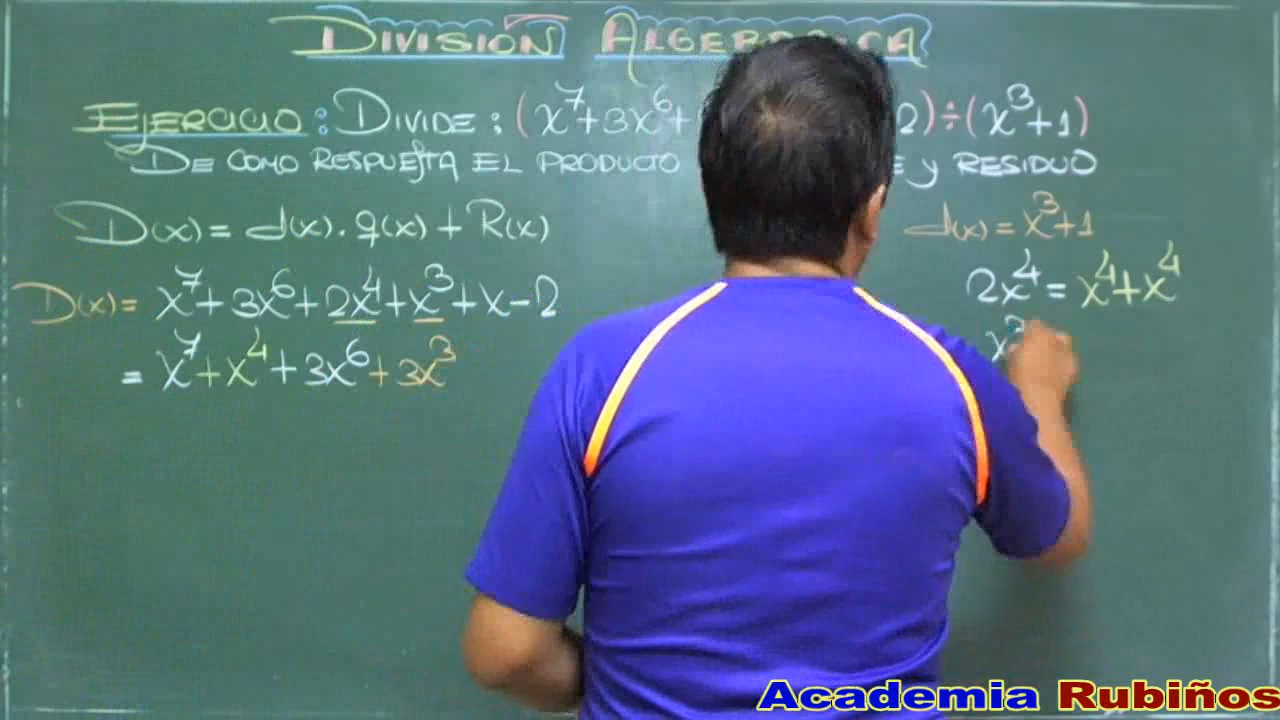 DIVISIÓN
EJERCICIO: DIVIDE: (x⁷+3x⁶+ 2)÷(x³+1)
DE COMO RESPUESTA EL PRODUCTO E Y RESIDUO
D(x)= d(x).q(x)+R(x)
d(x)=x³+1
D(x)= x⁷+3x⁶+2x⁴+x³+x-2
2x⁴=x⁴+x⁴
= x⁷+x⁴+3x⁶+3x³
Academia Rubiños